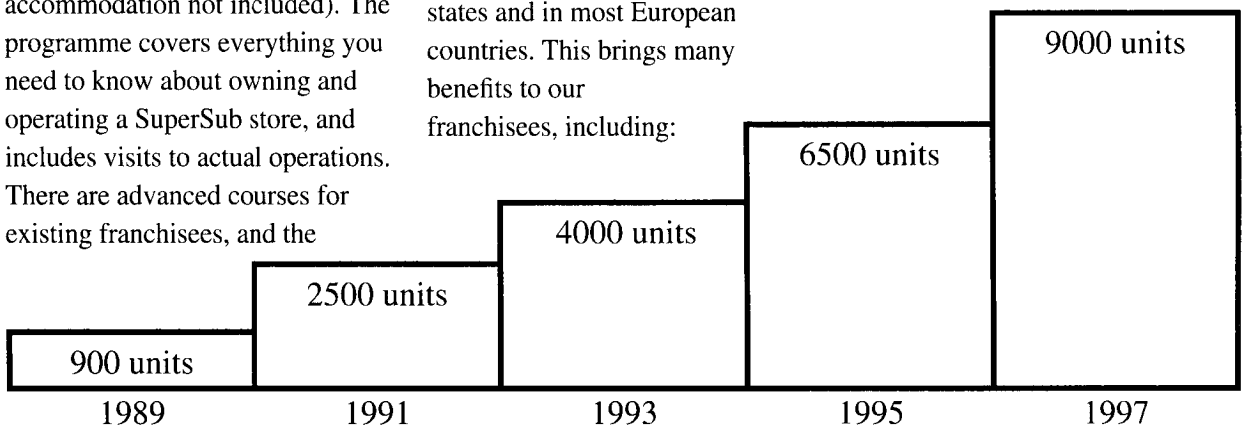 accommodation not included). The
programme covers everything you
need to know about owning and
operating a SuperSub store, and
includes visits to actual operations.
There are advanced courses for
existing franchisees, and the
states and in most European
countries. This brings many
benefits to our
franchisees, including:
900 units
2500 units
4000 units
6500 units
9000 units
1989
1991
1993
1995
1997